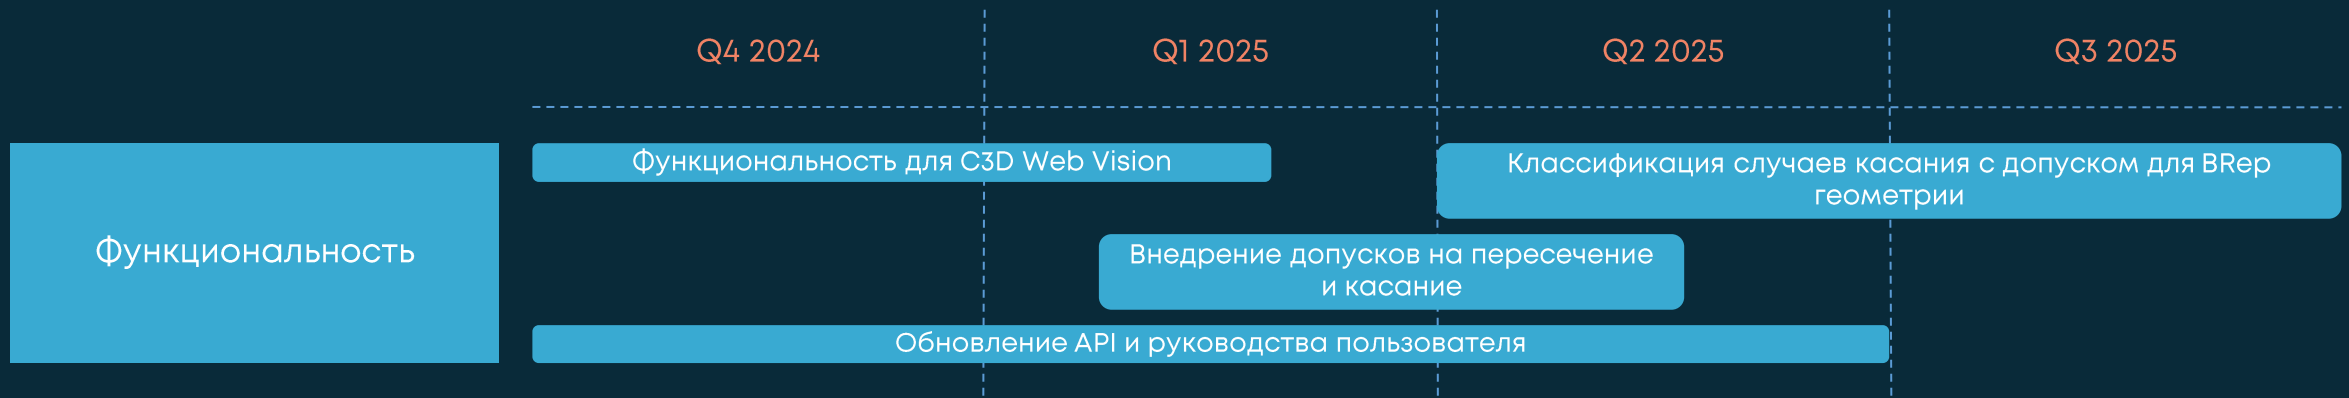 Q4 2024
Q1 2025
Q2 2025
Q3 2025
Функциональность
Функциональность для C3D Web Vision
Классификация случаев касания с допуском для BRep
геометрии
Внедрение допусков на пересечение
и касание
Обновление API и руководства пользователя